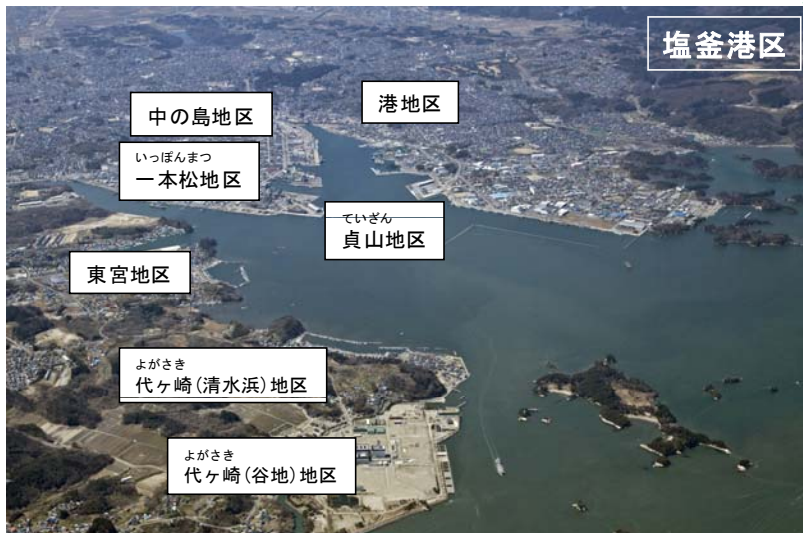 塩釜港区
港地区
中の島地区
いっぽんまつ
一本松地区
ていざん
貞山地区
東宮地区
よがさき
代ヶ崎(清水浜)地区
よがさき
代ヶ崎(谷地)地区